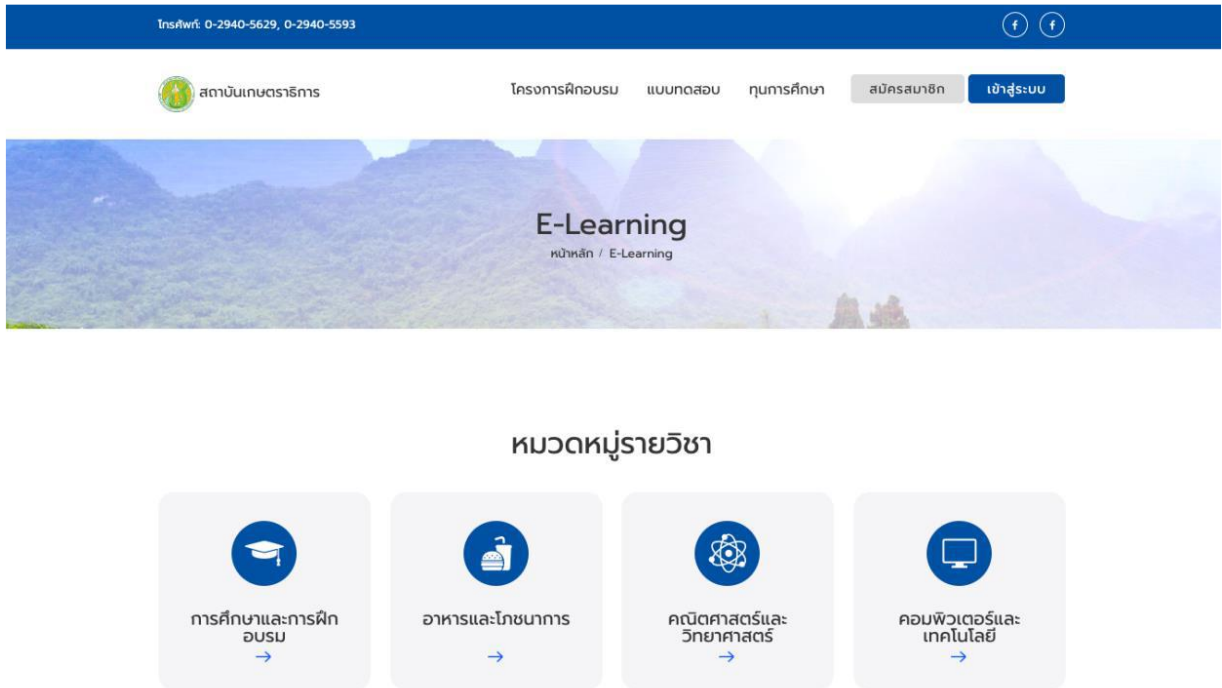 โทรศัพท์: 0-2940-5629, 0-2940-5593
สถาบันเกษตราธิการ
โครงการฝึกอบรม แบบทดสอบ ทุนการศึกษา สมัครสมาชิก เข้าสู่ระบบ
E-Learning
หน้าหลัก / E-Learning
หมวดหมู่รายวิชา
การศึกษาและการฝึก
อบรม
อาหารและโภชนาการ
คณิตศาสตร์และ
วิทยาศาสตร์
คอมพิวเตอร์และ
เทคโนโลยี